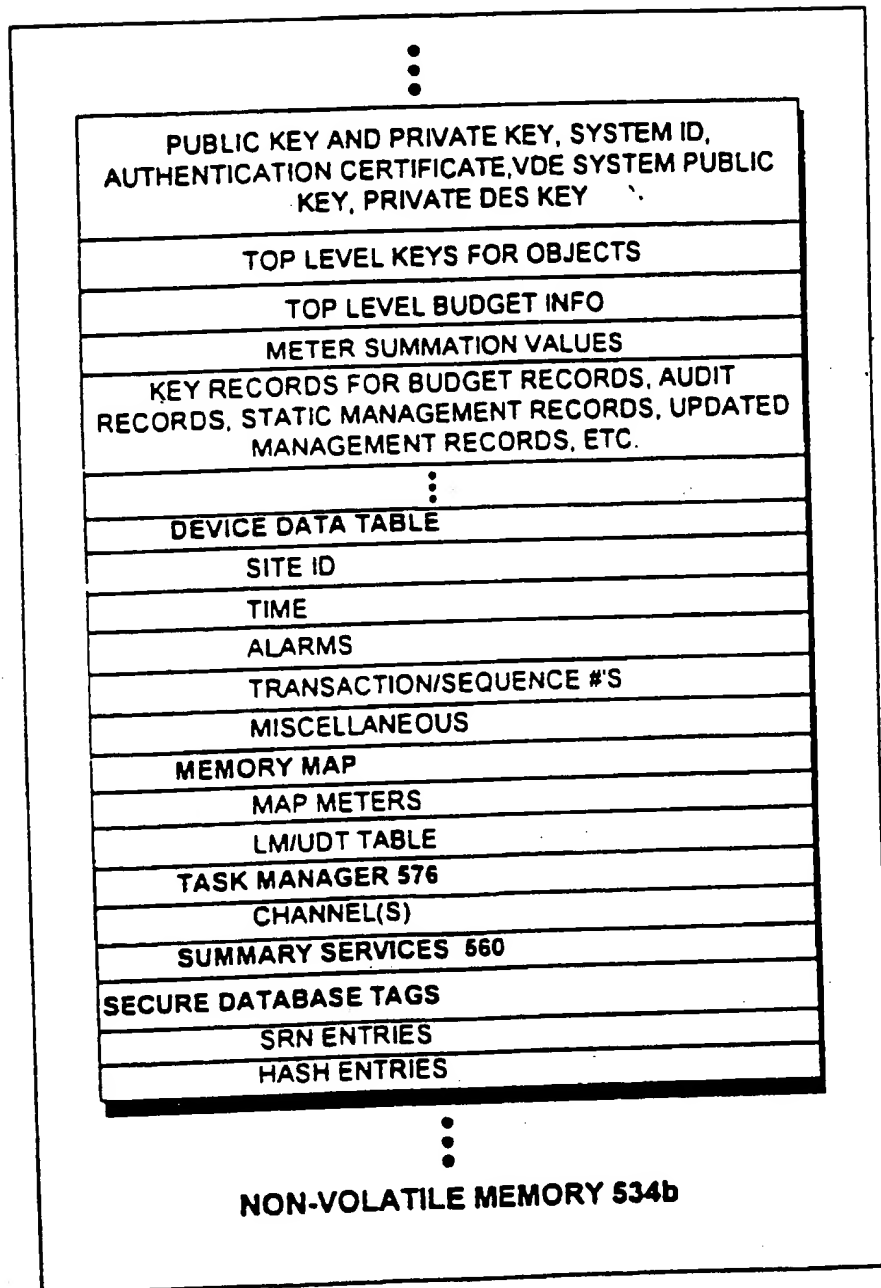 PUBLIC KEY AND PRIVATE KEY, SYSTEM ID,
AUTHENTICATION CERTIFICATE,VDE SYSTEM PUBLIC
KEY, PRIVATE DES KEY
TOP LEVEL KEYS FOR OBJECTS
TOP LEVEL BUDGET INFO
METER SUMMATION VALUES
KEY RECORDS FOR BUDGET RECORDS, AUDIT
RECORDS, STATIC MANAGEMENT RECORDS, UPDATED
MANAGEMENT RECORDS, ETC.
DEVICE DATA TABLE
SITE ID
TIME
ALARMS
TRANSACTION/SEQUENCE #'S
MISCELLANEOUS
MEMORY MAP
MAP METERS
LM/UDT TABLE
TASK MANAGER 576
CHANNEL(S)
SUMMARY SERVICES 560
SECURE DATABASE TAGS
SRN ENTRIES
HASH ENTRIES
NON-VOLATILE MEMORY 534b